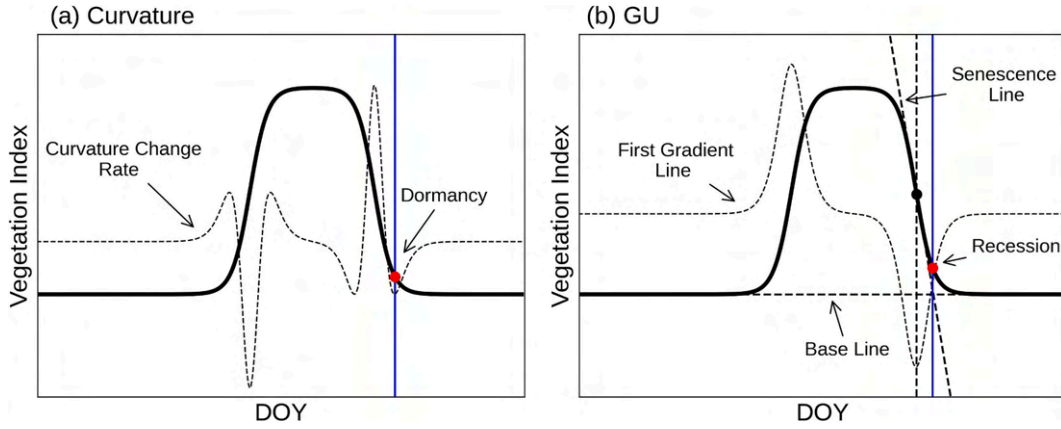 (a) Curvature
Vegetation Index
Curvature Change
Rate
Dormancy
DOY
(b) GU
Vegetation Index
Senescence
Line
First Gradient
Line
Recession
Base Line
DOY